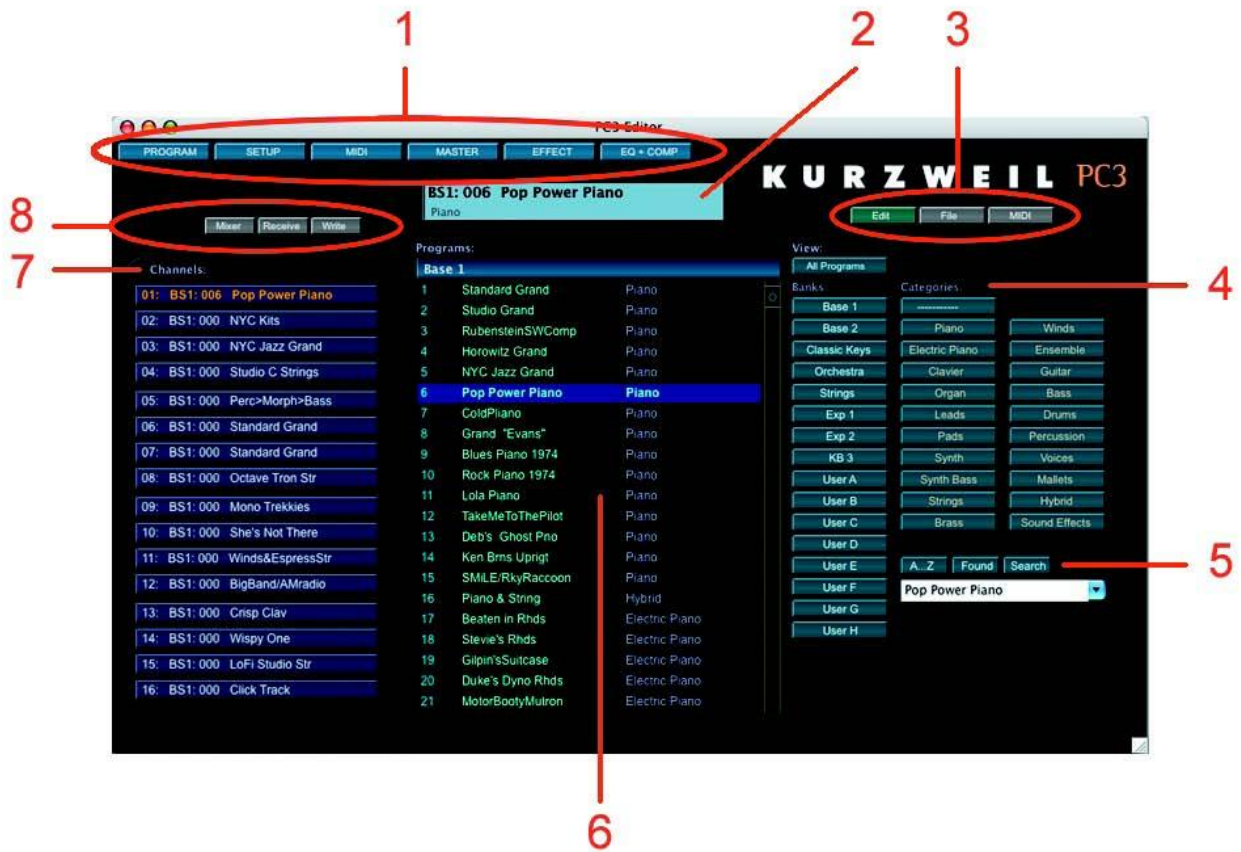 1
2
3
PC3 Editor
PROGRAM SETUP MIDI MASTER EFFECT EQ + COMP
KURZWEIL PC3
BS1: 006 Pop Power Piano
Piano
Edit File MIDI
8
Mixer Receive Write
7
Channels:
01: BS1: 006 Pop Power Piano
02: BS1: 000 NYC Kits
03: BS1: 000 NYC Jazz Grand
04: BS1: 000 Studio C Strings
05: BS1: 000 Perc>Morph>Bass
06: BS1: 000 Standard Grand
07: BS1: 000 Standard Grand
08: BS1: 000 Octave Tron Str
09: BS1: 000 Mono Trekkies
10: BS1: 000 She's Not There
11: BS1: 000 Winds&EspressStr
12: BS1: 000 BigBand/AMradio
13: BS1: 000 Crisp Clav
14: BS1: 000 Wispy One
15: BS1: 000 LoFi Studio Str
16: BS1: 000 Click Track
Programs:
Base 1
1 Standard Grand Piano
2 Studio Grand Piano
3 RubensteinSWComp Piano
4 Horowitz Grand Piano
5 NYC Jazz Grand Piano
6 Pop Power Piano Piano
7 ColdPliano Piano
8 Grand "Evans" Piano
9 Blues Piano 1974 Piano
10 Rock Piano 1974 Piano
11 Lola Piano Piano
12 TakeMeToThePilot Piano
13 Deb's Ghost Pno Piano
14 Ken Brns Uprigt Piano
15 SMiLE/RkyRaccoon Piano
16 Piano & String Hybrid
17 Beaten in Rhds Electric Piano
18 Stevie's Rhds Electric Piano
19 Gilpin'sSuitcase Electric Piano
20 Duke's Dyno Rhds Electric Piano
21 MotorBootyMutron Electric Piano
6
View:
All Programs
Banks
Base 1
Base 2
Classic Keys
Orchestra
Strings
Exp 1
Exp 2
KB 3
User A
User B
User C
User D
User E
User F
User G
User H
Categories:
4
-----------
Piano Winds
Electric Piano Ensemble
Clavier Guitar
Organ Bass
Leads Drums
Pads Percussion
Synth Voices
Synth Bass Mallets
Strings Hybrid
Brass Sound Effects
A...Z Found Search
5
Pop Power Piano